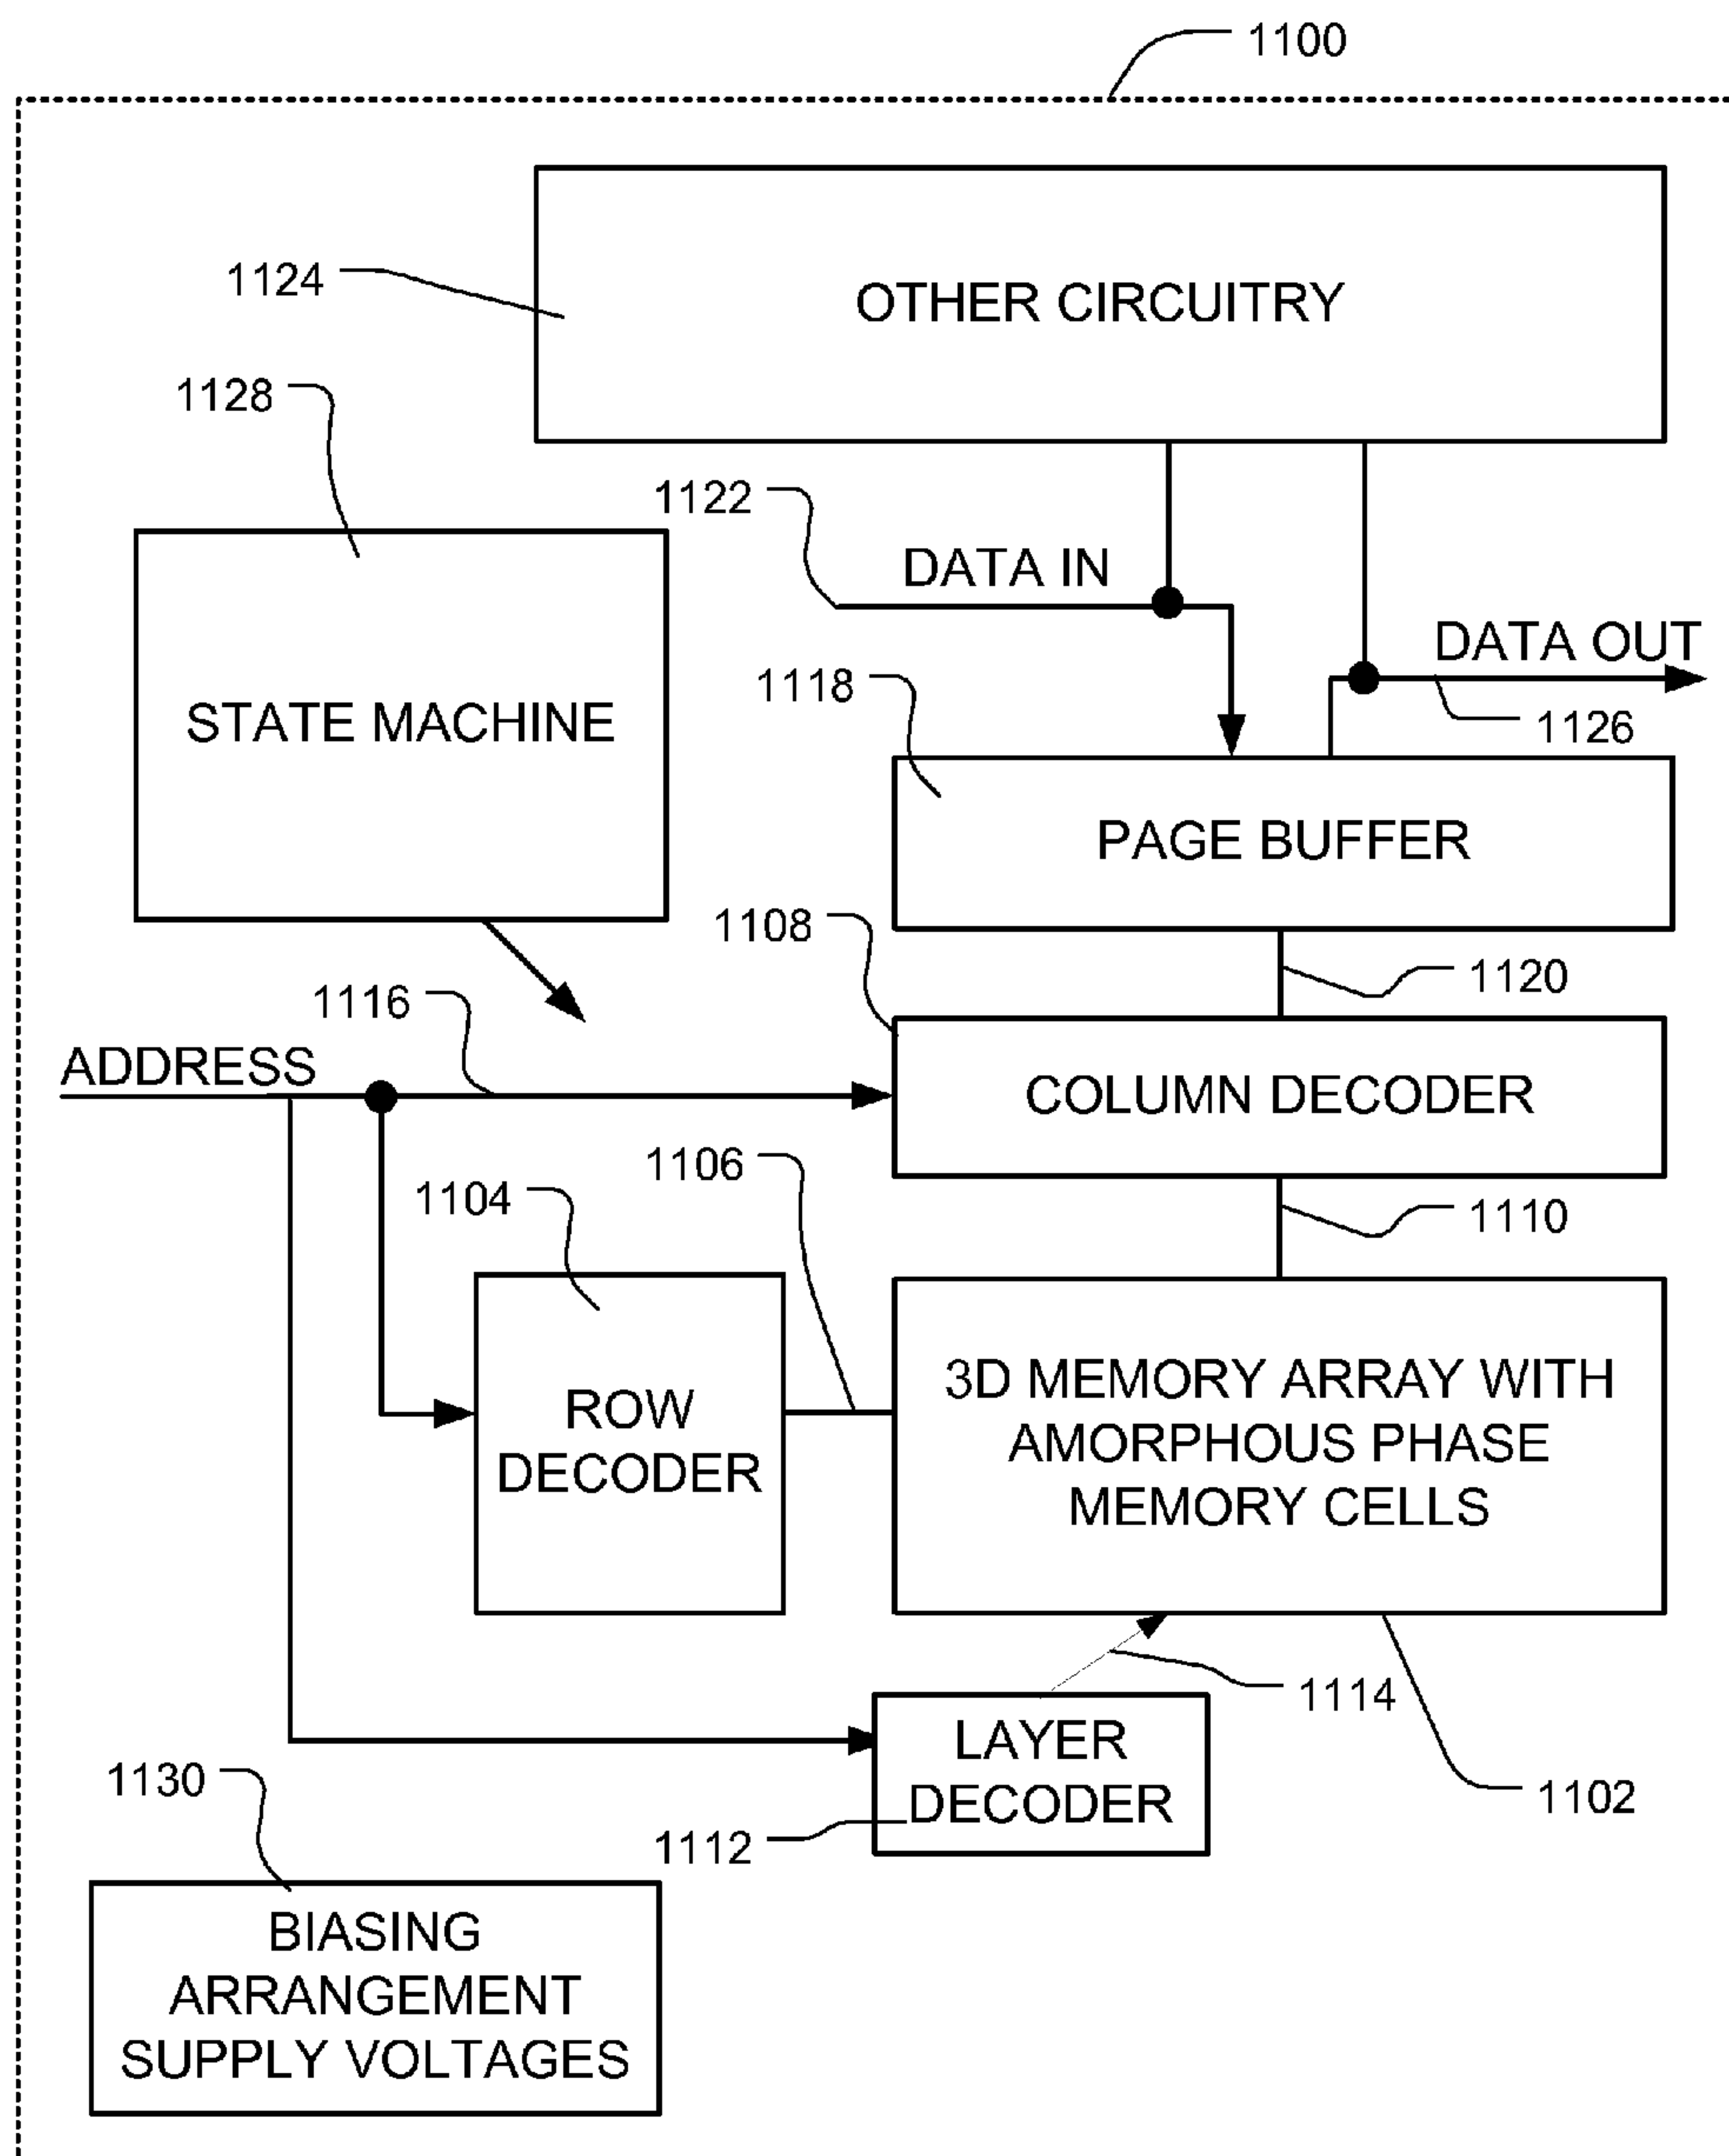 1100
1124
OTHER CIRCUITRY
1128
1122
DATA IN
DATA OUT
1118
1126
STATE MACHINE
PAGE BUFFER
1108
1120
1116
ADDRESS
COLUMN DECODER
1106
1104
1110
3D MEMORY ARRAY WITH
AMORPHOUS PHASE
MEMORY CELLS
ROW
DECODER
1114
LAYER
DECODER
1130
1102
1112
BIASING
ARRANGEMENT
SUPPLY VOLTAGES